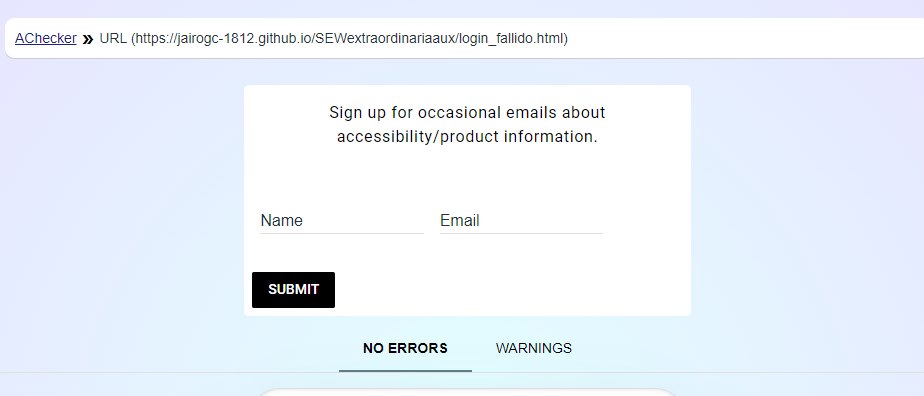 AChecker » URL (https://jairogc-1812.github.io/SEWextraordinariaaux/login_fallido.html)
Sign up for occasional emails about
accessibility/product information.
Name Email
SUBMIT
NO ERRORS WARNINGS